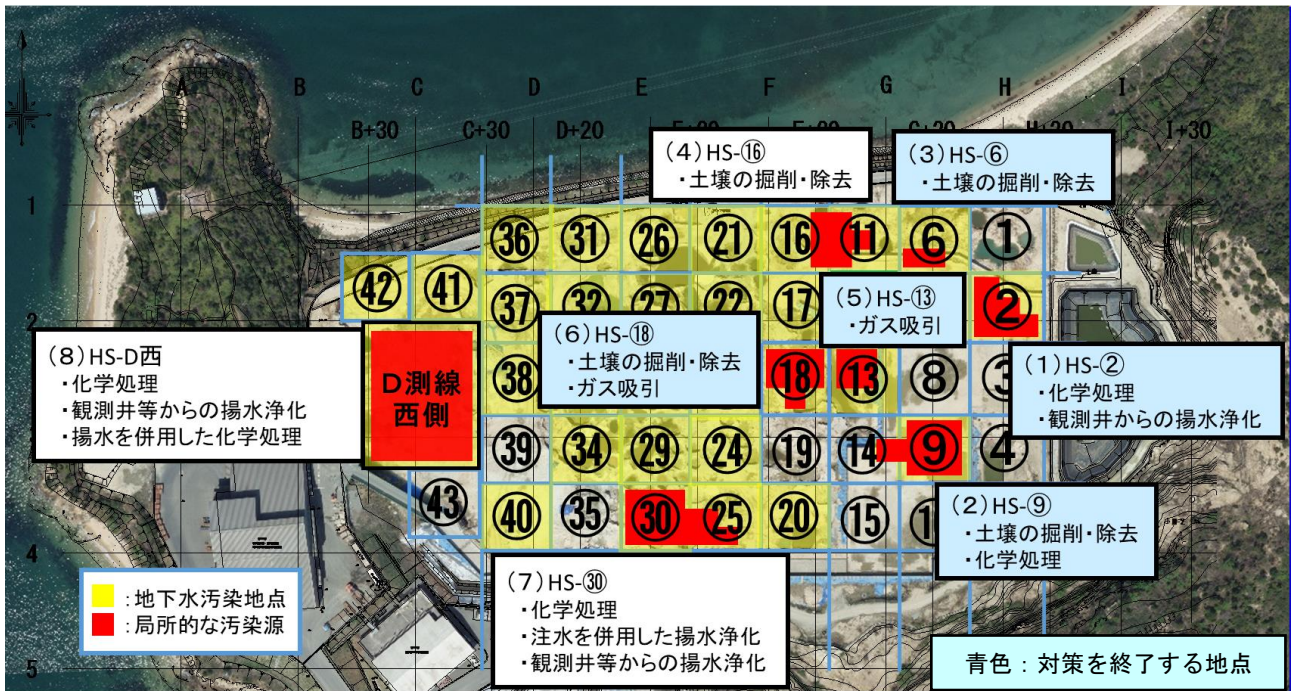 A B C D E F G H I
B+30 C+30 D+20 I+30
(4)HS-⑯
・土壌の掘削・除去
(3)HS-⑥
・土壌の掘削・除去
1
㊱ ㉛ ㉖ ㉑ ⑯ ⑪ ⑥ ①
㊷ ㊶ ㊲ ㉜ ㉗ ㉒ ⑰
(5)HS-⑬
・ガス吸引
②
2
(8)HS-D西
・化学処理
・観測井等からの揚水浄化
・揚水を併用した化学処理
D測線
西側
㊳
(6)HS-⑱
・土壌の掘削・除去
・ガス吸引
⑱ ⑬ ⑧ ③
(1)HS-②
・化学処理
・観測井からの揚水浄化
㊴ ㉞ ㉙ ㉔ ⑲ ⑭ ⑨ ④
㊸ ㊵ ㉟ ㉚ ㉕ ⑳ ⑮
(2)HS-⑨
・土壌の掘削・除去
・化学処理
4
(7)HS-㉚
・化学処理
・注水を併用した揚水浄化
・観測井等からの揚水浄化
:地下水汚染地点
:局所的な汚染源
5
青色:対策を終了する地点